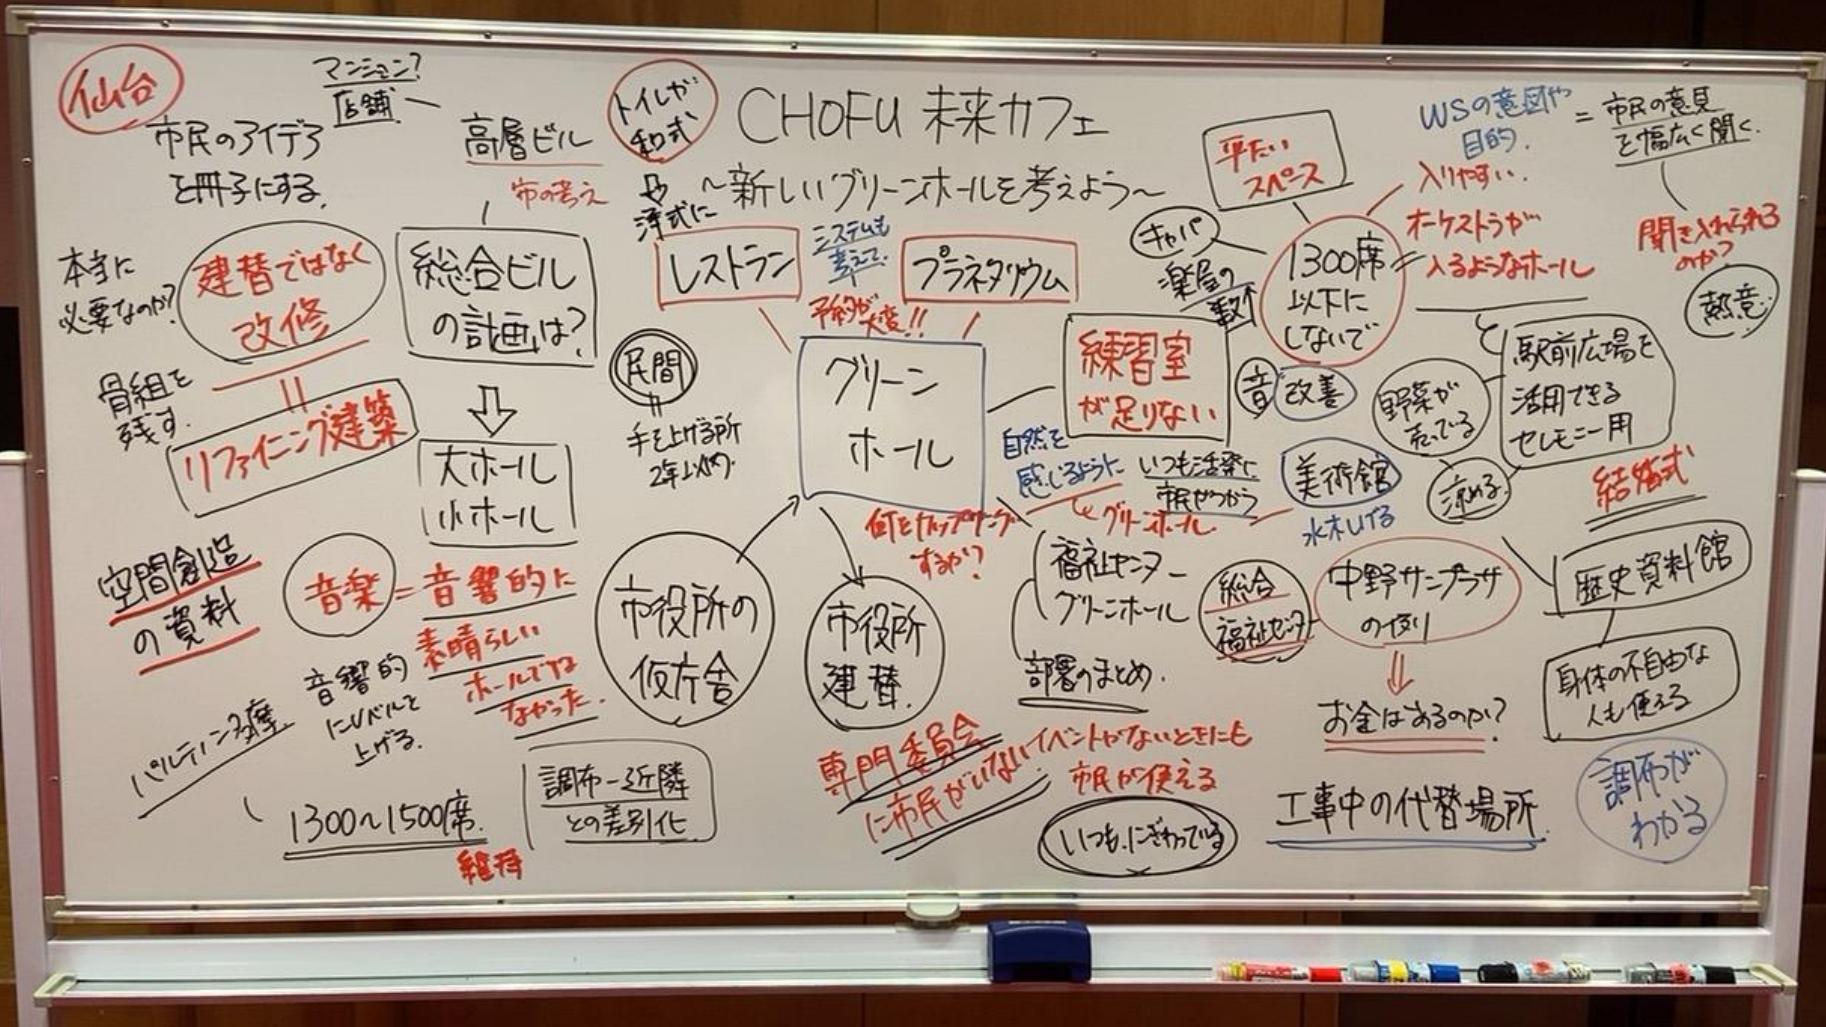 CHOFU 未来カフェ
〜新しいグリーンホールを考えよう〜
仙台
市民のアイデア
を冊子にする。
マンション?
店舗
高層ビル
市の考え
トイレが
和式
洋式に
本当に
必要なのか?
建替ではなく
改修
骨組を
残す。
リファイニング建築
総合ビル
の計画は?
大ホール
小ホール
民間
手を上げる所
レストラン
システムも
考えて。
予約が
大変!!
プラネタリウム
グリーン
ホール
練習室
が足りない
平たい
スペース
キャパ
楽屋の
1300席
以下に
しないで
入りやすい.
オーケストラが
入るようなホール
WSの意図や
目的.
=市民の意見
を幅広く聞く.
聞き入れられる
のか?
熱意
音
改善
野菜が
売っている
駅前広場を
活用できる
セレモニー用
結婚式
自然を
感じるように
いつも活発に
市民がつかう
グリーンホール
美術館
水木しげる
何をカップリング
するか?
福祉センター
グリーンホール
部署のまとめ.
総合
福祉センター
中野サンプラザ
の例
お金はあるのか?
歴史資料館
身体の不自由な
人も使える
空間創造
の資料
音楽=音響的に
素晴らしい
ホールでは
なかった.
音響的
にレベルを
上げる.
パルテノン多摩
1300〜1500席.
維持
調布-近隣
との差別化
市役所の
仮庁舎
市役所
建替.
専門委員会
に市民がいない
イベントがないときにも
市民が使える
いつも.にぎわっている
工事中の代替場所
調布が
わかる